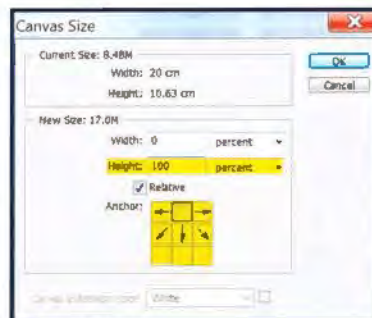 Canvas Size
Current Size: 8.48M
Width: 20 cm
Height: 10.63 cm
OK
Cancel
New Size: 17.0M
Width: 0 percent
Height: 100 percent
Relative
Anchor:
White